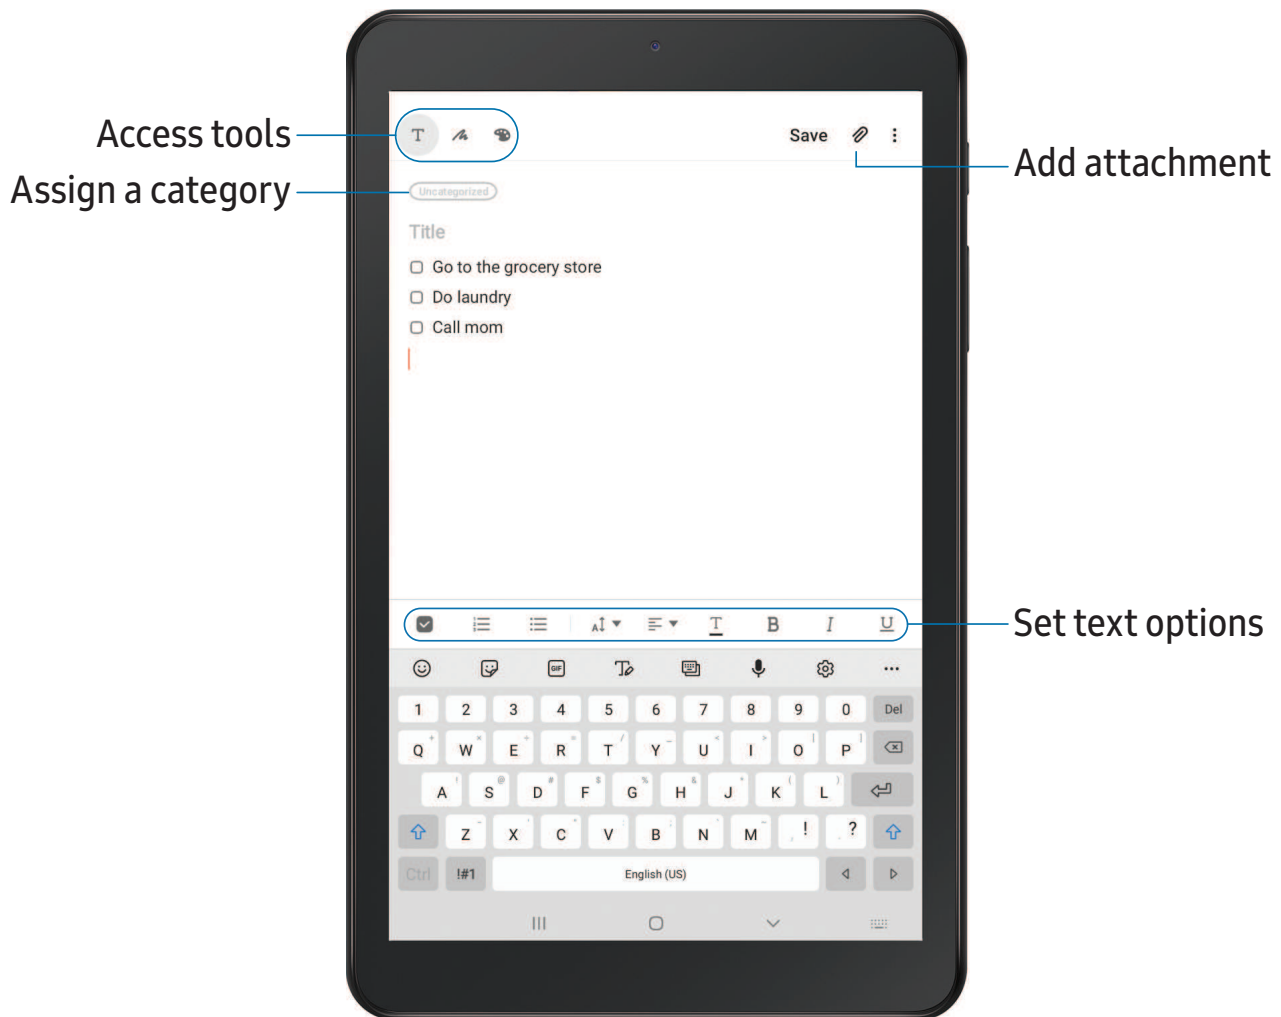 Access tools
Assign a category
Add attachment
Set text options
T Save
Uncategorized
Title
Go to the grocery store
Do laundry
Call mom
A T B I U
GIF T
1 2 3 4 5 6 7 8 9 0 Del
Q W E R T Y U I O P
A S D F G H J K L
Z X C V B N M , ! . ?
Ctrl !#1 English (US)